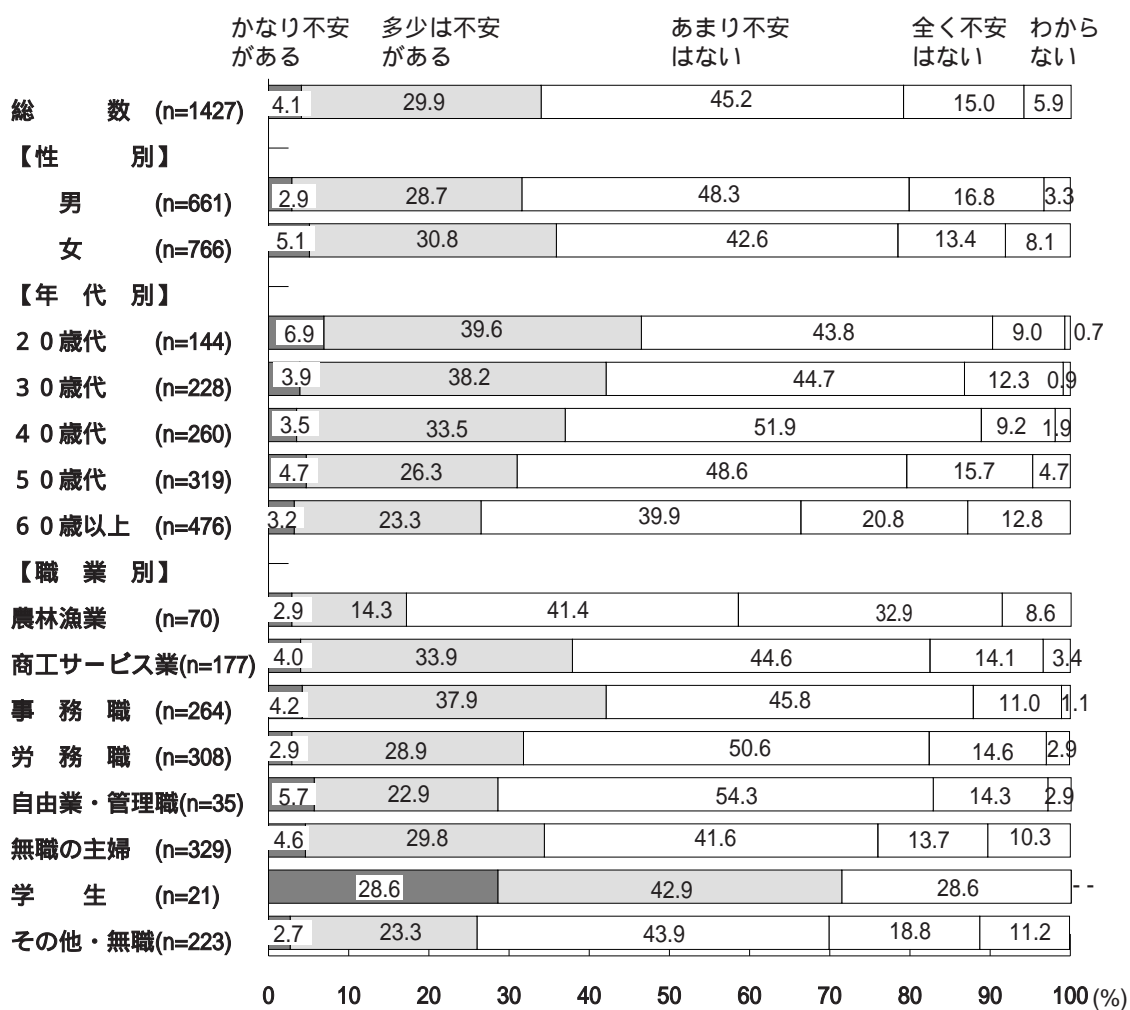 かなり不安 多少は不安 あまり不安 全く不安 わから
がある がある はない はない ない
総 数 (n=1427) 4.1 29.9 45.2 15.0 5.9
【性 別】
男 (n=661) 2.9 28.7 48.3 16.8 3.3
女 (n=766) 5.1 30.8 42.6 13.4 8.1
【年 代 別】
２０歳代 (n=144) 6.9 39.6 43.8 9.0 0.7
３０歳代 (n=228) 3.9 38.2 44.7 12.3 0.9
４０歳代 (n=260) 3.5 33.5 51.9 9.2 1.9
５０歳代 (n=319) 4.7 26.3 48.6 15.7 4.7
６０歳以上 (n=476) 3.2 23.3 39.9 20.8 12.8
【職 業 別】
農林漁業 (n=70) 2.9 14.3 41.4 32.9 8.6
商工サービス業(n=177) 4.0 33.9 44.6 14.1 3.4
事 務 職 (n=264) 4.2 37.9 45.8 11.0 1.1
労 務 職 (n=308) 2.9 28.9 50.6 14.6 2.9
自由業・管理職(n=35) 5.7 22.9 54.3 14.3 2.9
無職の主婦 (n=329) 4.6 29.8 41.6 13.7 10.3
学 生 (n=21) 28.6 42.9 28.6 - -
その他・無職(n=223) 2.7 23.3 43.9 18.8 11.2
0 10 20 30 40 50 60 70 80 90 100 (%)